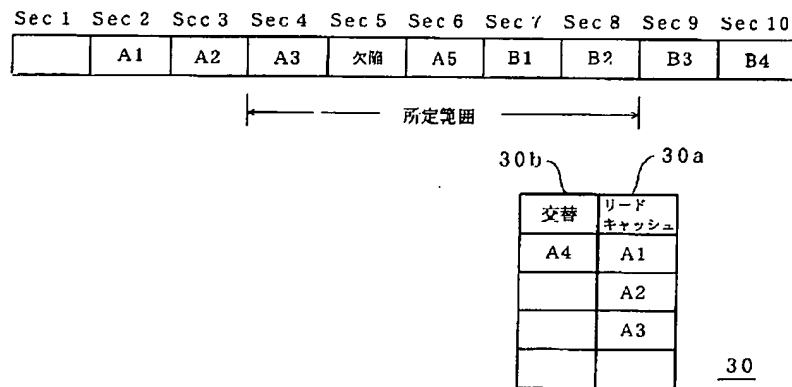 Sec 1 Sec 2 Scc 3 Sec 4 Sec 5 Sec 6 Sec 7 Sec 8 Sec 9 Sec 10
A1 A2 A3 欠陥 A5 B1 B2 B3 B4
所定範囲
30b 30a
交替 リードキャッシュ
A4 A1
A2
A3
30